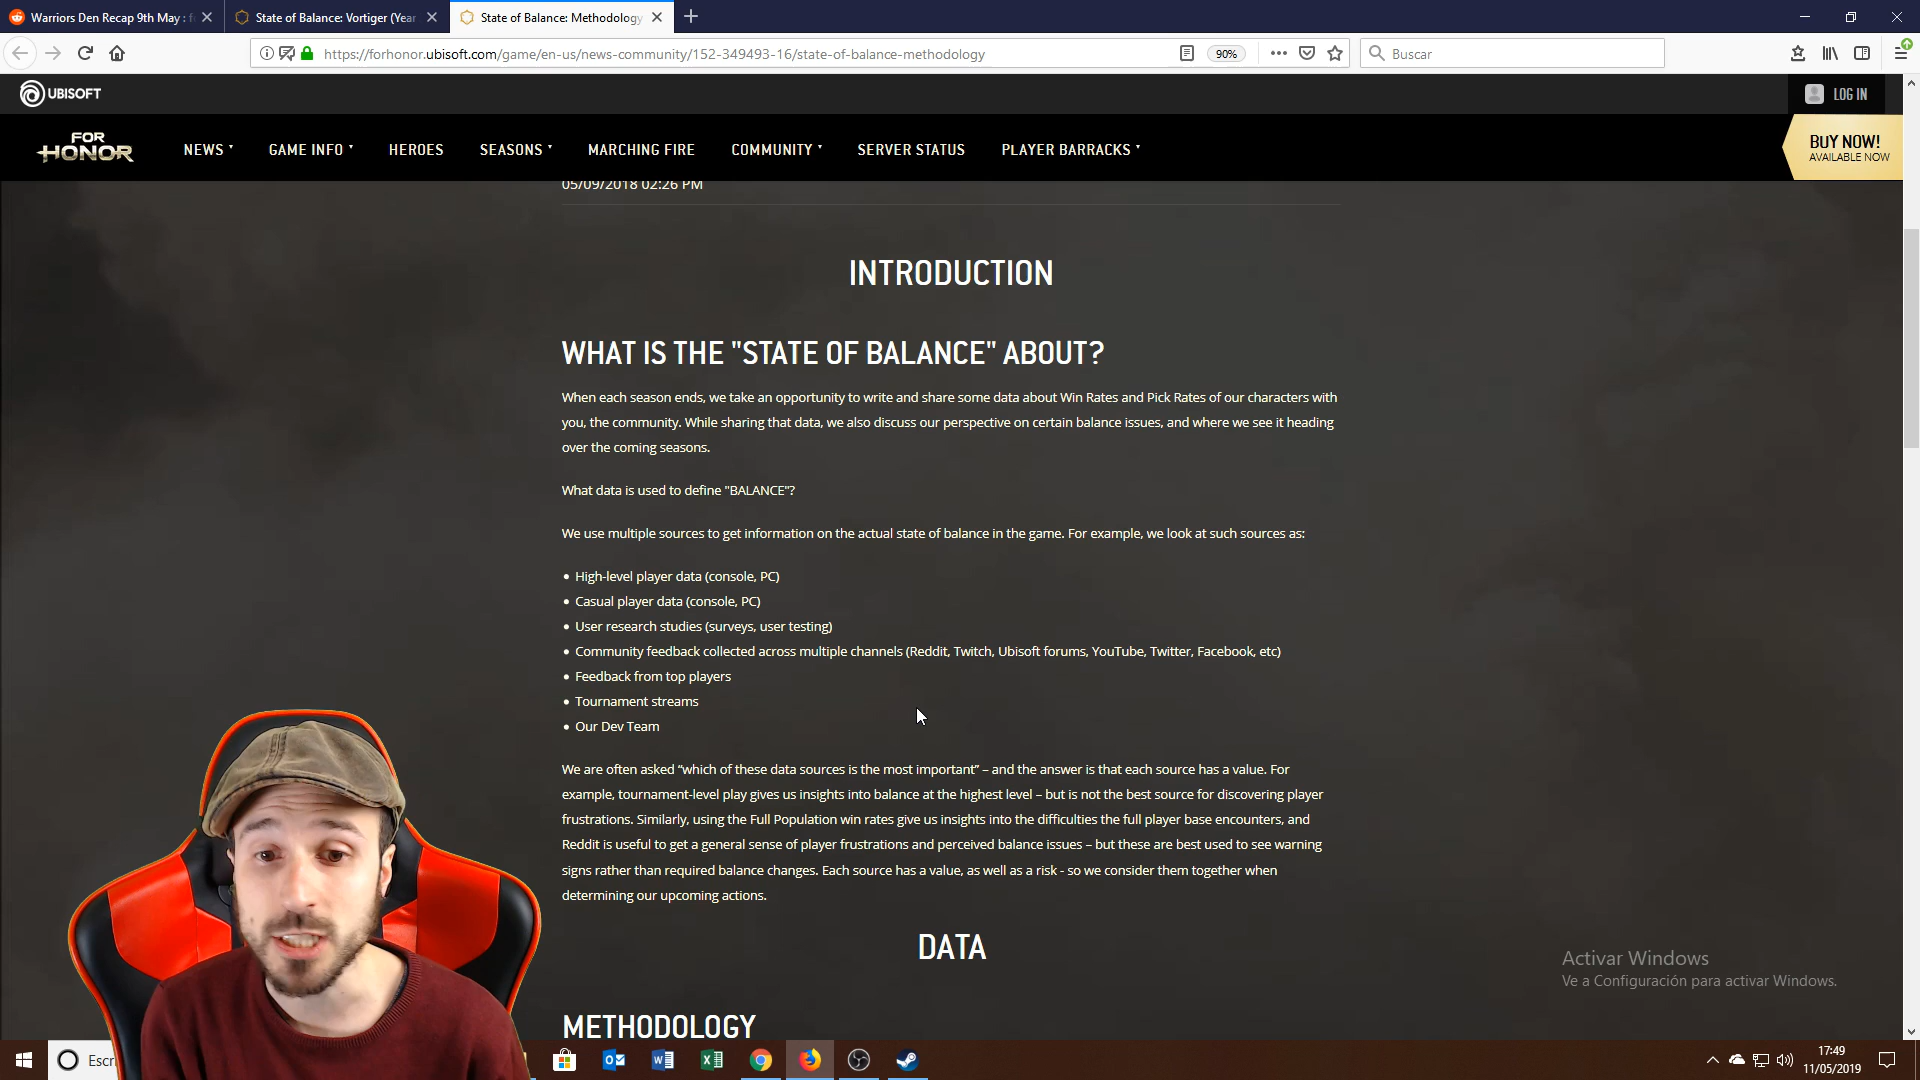 Warriors Den Recap 9th May : f
State of Balance: Vortiger (Year
State of Balance: Methodology
https://forhonor.ubisoft.com/game/en-us/news-community/152-349493-16/state-of-balance-methodology
90%
Buscar
UBISOFT
LOG IN
FOR HONOR
NEWS
GAME INFO
HEROES
SEASONS
MARCHING FIRE
COMMUNITY
SERVER STATUS
PLAYER BARRACKS
BUY NOW!
AVAILABLE NOW
05/09/2018 02:26 PM
INTRODUCTION
WHAT IS THE "STATE OF BALANCE" ABOUT?
When each season ends, we take an opportunity to write and share some data about Win Rates and Pick Rates of our characters with
you, the community. While sharing that data, we also discuss our perspective on certain balance issues, and where we see it heading
over the coming seasons.
What data is used to define "BALANCE"?
We use multiple sources to get information on the actual state of balance in the game. For example, we look at such sources as:
• High-level player data (console, PC)
• Casual player data (console, PC)
• User research studies (surveys, user testing)
• Community feedback collected across multiple channels (Reddit, Twitch, Ubisoft forums, YouTube, Twitter, Facebook, etc)
• Feedback from top players
• Tournament streams
• Our Dev Team
We are often asked “which of these data sources is the most important” – and the answer is that each source has a value. For
example, tournament-level play gives us insights into balance at the highest level – but is not the best source for discovering player
frustrations. Similarly, using the Full Population win rates give us insights into the difficulties the full player base encounters, and
Reddit is useful to get a general sense of player frustrations and perceived balance issues – but these are best used to see warning
signs rather than required balance changes. Each source has a value, as well as a risk - so we consider them together when
determining our upcoming actions.
DATA
METHODOLOGY
Activar Windows
Ve a Configuración para activar Windows.
Escr
17:49
11/05/2019